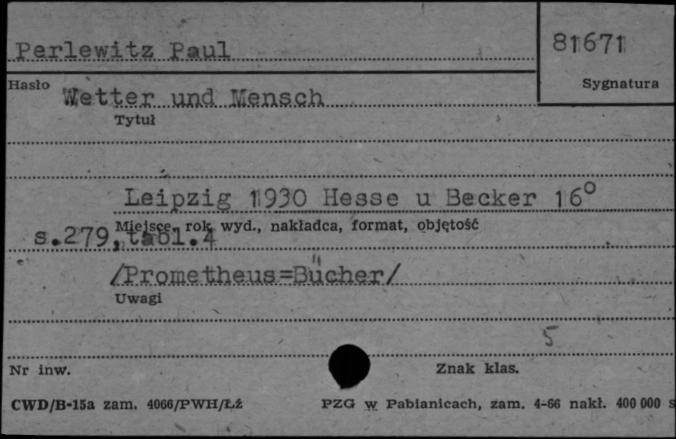 Perlewitz Paul
81671
Hasło
Sygnatura
Wetter und Mensch
Tytuł
Leipzig 1930 Hesse u Becker 16°
Miejsce, rok wyd., nakładca, format, objętość
s.279, tabl.4
/Prometheus=Bücher/
Uwagi
5
Nr inw.
Znak klas.
CWD/B-15a zam. 4066/PWH/Łź
PZG w Pabianicach, zam. 4-66 nakł. 400 000 s